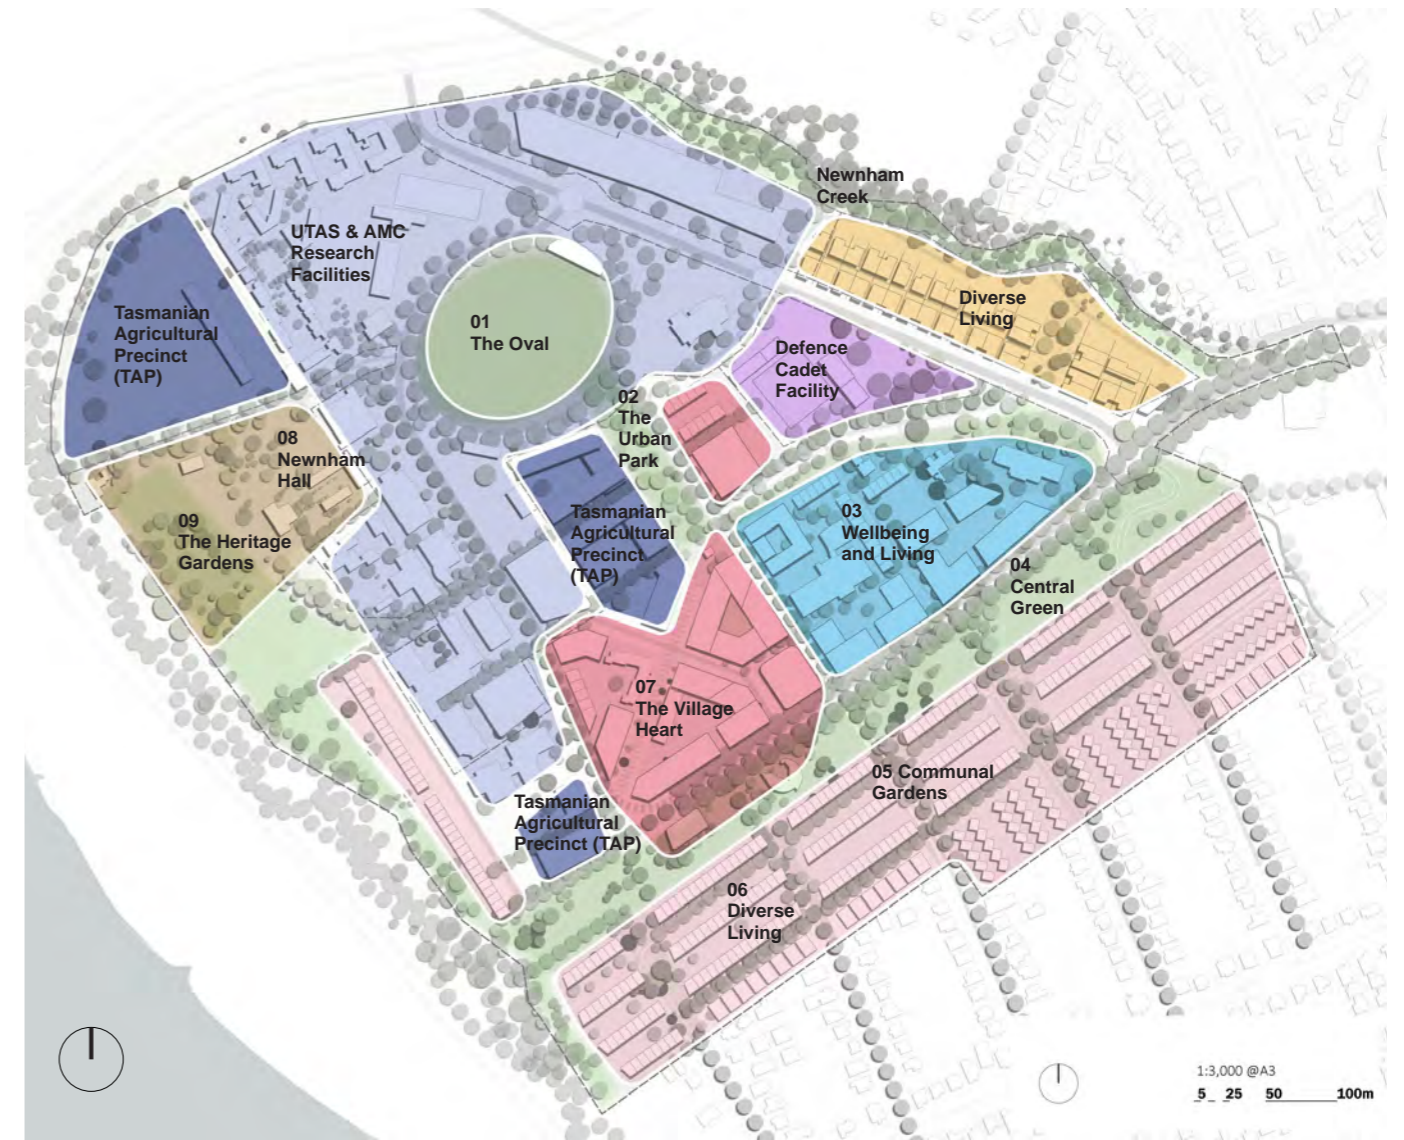 Newnham
Creek
UTAS & AMC
Research
Facilities
Tasmanian
Agricultural
Precinct
(TAP)
01
The Oval
Diverse
Living
Defence
Cadet
Facility
02
The
Urban
Park
08
Newnham
Hall
09
The Heritage
Gardens
Tasmanian
Agricultural
Precinct
(TAP)
03
Wellbeing
and Living
04
Central
Green
07
The Village
Heart
05 Communal
Gardens
Tasmanian
Agricultural
Precinct (TAP)
06
Diverse
Living
1:3,000 @A3
5 25 50 100m